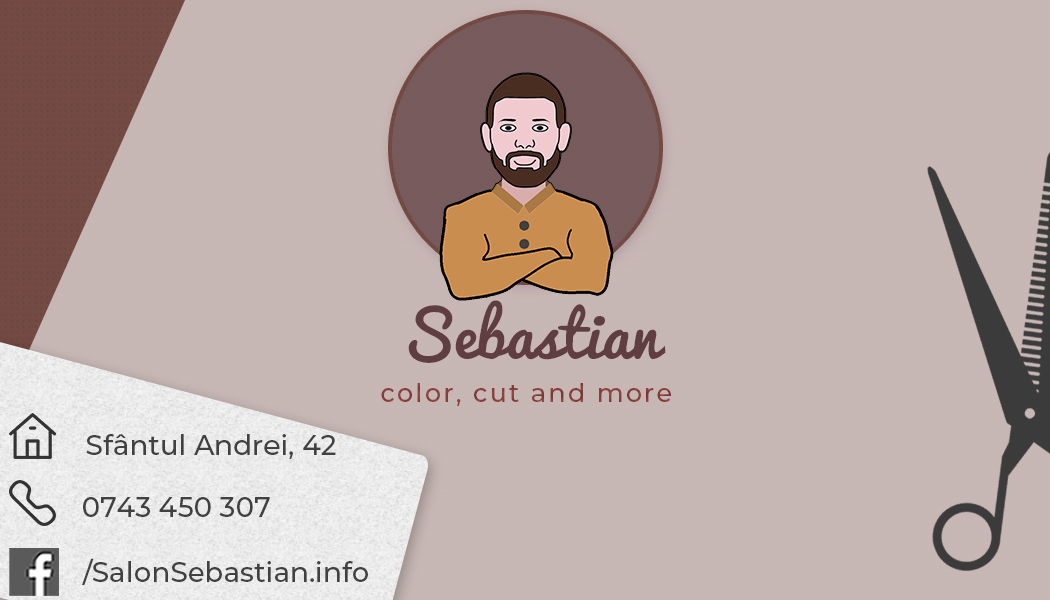 Sebastian
color, cut and more
Sfântul Andrei, 42
0743 450 307
/SalonSebastian.info